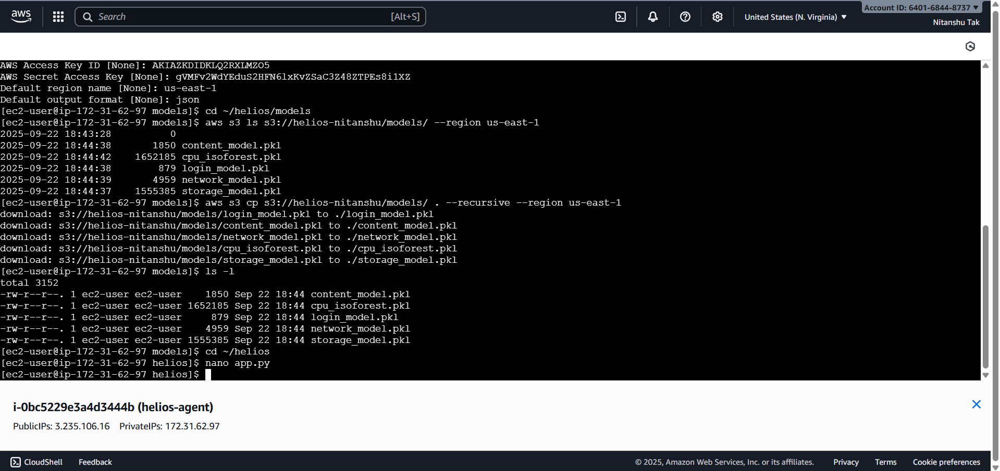 aws
Search [Alt+S]
United States (N. Virginia) ▼
Account ID: 6401-6844-8737 ▼
Nitanshu Tak
AWS Access Key ID [None]: AKIAZKDIDKLQ2RXLMZO5
AWS Secret Access Key [None]: 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
Default region name [None]: us-east-1
Default output format [None]: json
[ec2-user@ip-172-31-62-97 models]$ cd ~/helios/models
[ec2-user@ip-172-31-62-97 models]$ aws s3 ls s3://helios-nitanshu/models/ --region us-east-1
2025-09-22 18:43:28          0
2025-09-22 18:44:38       1850 content_model.pkl
2025-09-22 18:44:42    1652185 cpu_isoforest.pkl
2025-09-22 18:44:38        879 login_model.pkl
2025-09-22 18:44:39       4959 network_model.pkl
2025-09-22 18:44:37    1555385 storage_model.pkl
[ec2-user@ip-172-31-62-97 models]$ aws s3 cp s3://helios-nitanshu/models/ . --recursive --region us-east-1
download: s3://helios-nitanshu/models/login_model.pkl to ./login_model.pkl
download: s3://helios-nitanshu/models/content_model.pkl to ./content_model.pkl
download: s3://helios-nitanshu/models/network_model.pkl to ./network_model.pkl
download: s3://helios-nitanshu/models/cpu_isoforest.pkl to ./cpu_isoforest.pkl
download: s3://helios-nitanshu/models/storage_model.pkl to ./storage_model.pkl
[ec2-user@ip-172-31-62-97 models]$ ls -l
total 3152
-rw-r--r--. 1 ec2-user ec2-user    1850 Sep 22 18:44 content_model.pkl
-rw-r--r--. 1 ec2-user ec2-user 1652185 Sep 22 18:44 cpu_isoforest.pkl
-rw-r--r--. 1 ec2-user ec2-user     879 Sep 22 18:44 login_model.pkl
-rw-r--r--. 1 ec2-user ec2-user    4959 Sep 22 18:44 network_model.pkl
-rw-r--r--. 1 ec2-user ec2-user 1555385 Sep 22 18:44 storage_model.pkl
[ec2-user@ip-172-31-62-97 models]$ cd ~/helios
[ec2-user@ip-172-31-62-97 helios]$ nano app.py
[ec2-user@ip-172-31-62-97 helios]$
i-0bc5229e3a4d3444b (helios-agent)
PublicIPs: 3.235.106.16 PrivateIPs: 172.31.62.97
CloudShell Feedback © 2025, Amazon Web Services, Inc. or its affiliates. Privacy Terms Cookie preferences